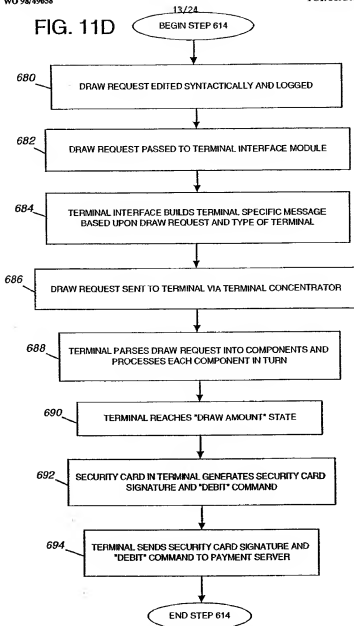 WO 98/49658
13/24
FIG. 11D
BEGIN STEP 614
680
DRAW REQUEST EDITED SYNTACTICALLY AND LOGGED
682
DRAW REQUEST PASSED TO TERMINAL INTERFACE MODULE
684
TERMINAL INTERFACE BUILDS TERMINAL SPECIFIC MESSAGE
BASED UPON DRAW REQUEST AND TYPE OF TERMINAL
686
DRAW REQUEST SENT TO TERMINAL VIA TERMINAL CONCENTRATOR
688
TERMINAL PARSES DRAW REQUEST INTO COMPONENTS AND
PROCESSES EACH COMPONENT IN TURN
690
TERMINAL REACHES "DRAW AMOUNT" STATE
692
SECURITY CARD IN TERMINAL GENERATES SECURITY CARD
SIGNATURE AND "DEBIT" COMMAND
694
TERMINAL SENDS SECURITY CARD SIGNATURE AND
"DEBIT" COMMAND TO PAYMENT SERVER
END STEP 614